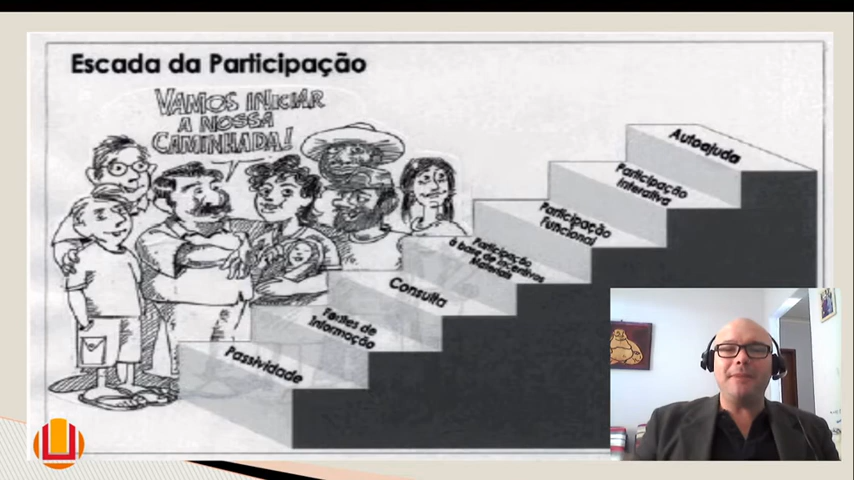 Escada da Participação
VAMOS INICIAR
A NOSSA
CAMINHADA!
Autoajuda
Participação
Interativa
Participação
Funcional
Participação
à base de Incentivos
Materiais
Consulta
Fontes de
Informação
Passividade